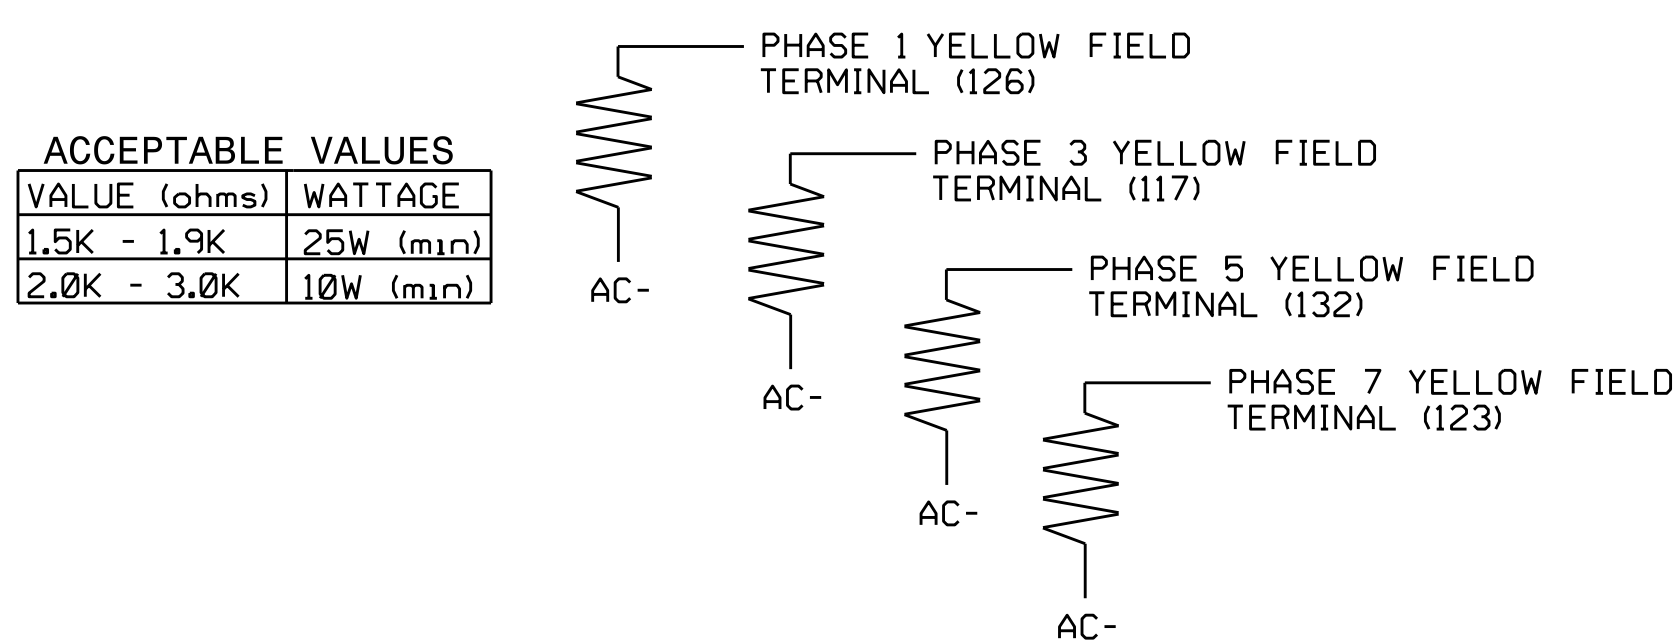 ACCEPTABLE VALUES
VALUE (ohms) WATTAGE
1.5K - 1.9K 25W (min)
2.0K - 3.0K 10W (min)
PHASE 1 YELLOW FIELD
TERMINAL (126)
AC-
PHASE 3 YELLOW FIELD
TERMINAL (117)
AC-
PHASE 5 YELLOW FIELD
TERMINAL (132)
AC-
PHASE 7 YELLOW FIELD
TERMINAL (123)
AC-